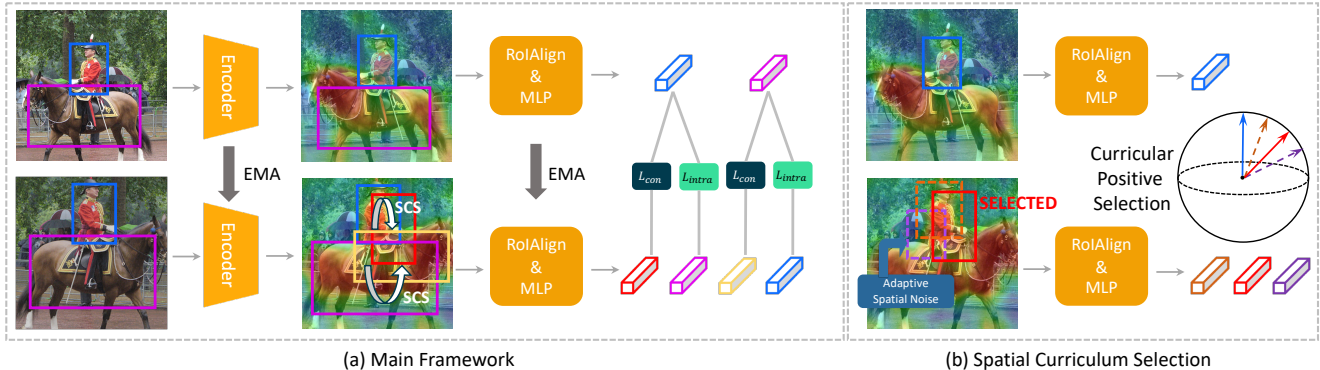 Encoder
RoIAlign
&
MLP
EMA
EMA
L_con
L_intra
L_con
L_intra
Encoder
SCS
SCS
RoIAlign
&
MLP
(a) Main Framework
RoIAlign
&
MLP
Curricular
Positive
Selection
SELECTED
Adaptive
Spatial Noise
RoIAlign
&
MLP
(b) Spatial Curriculum Selection